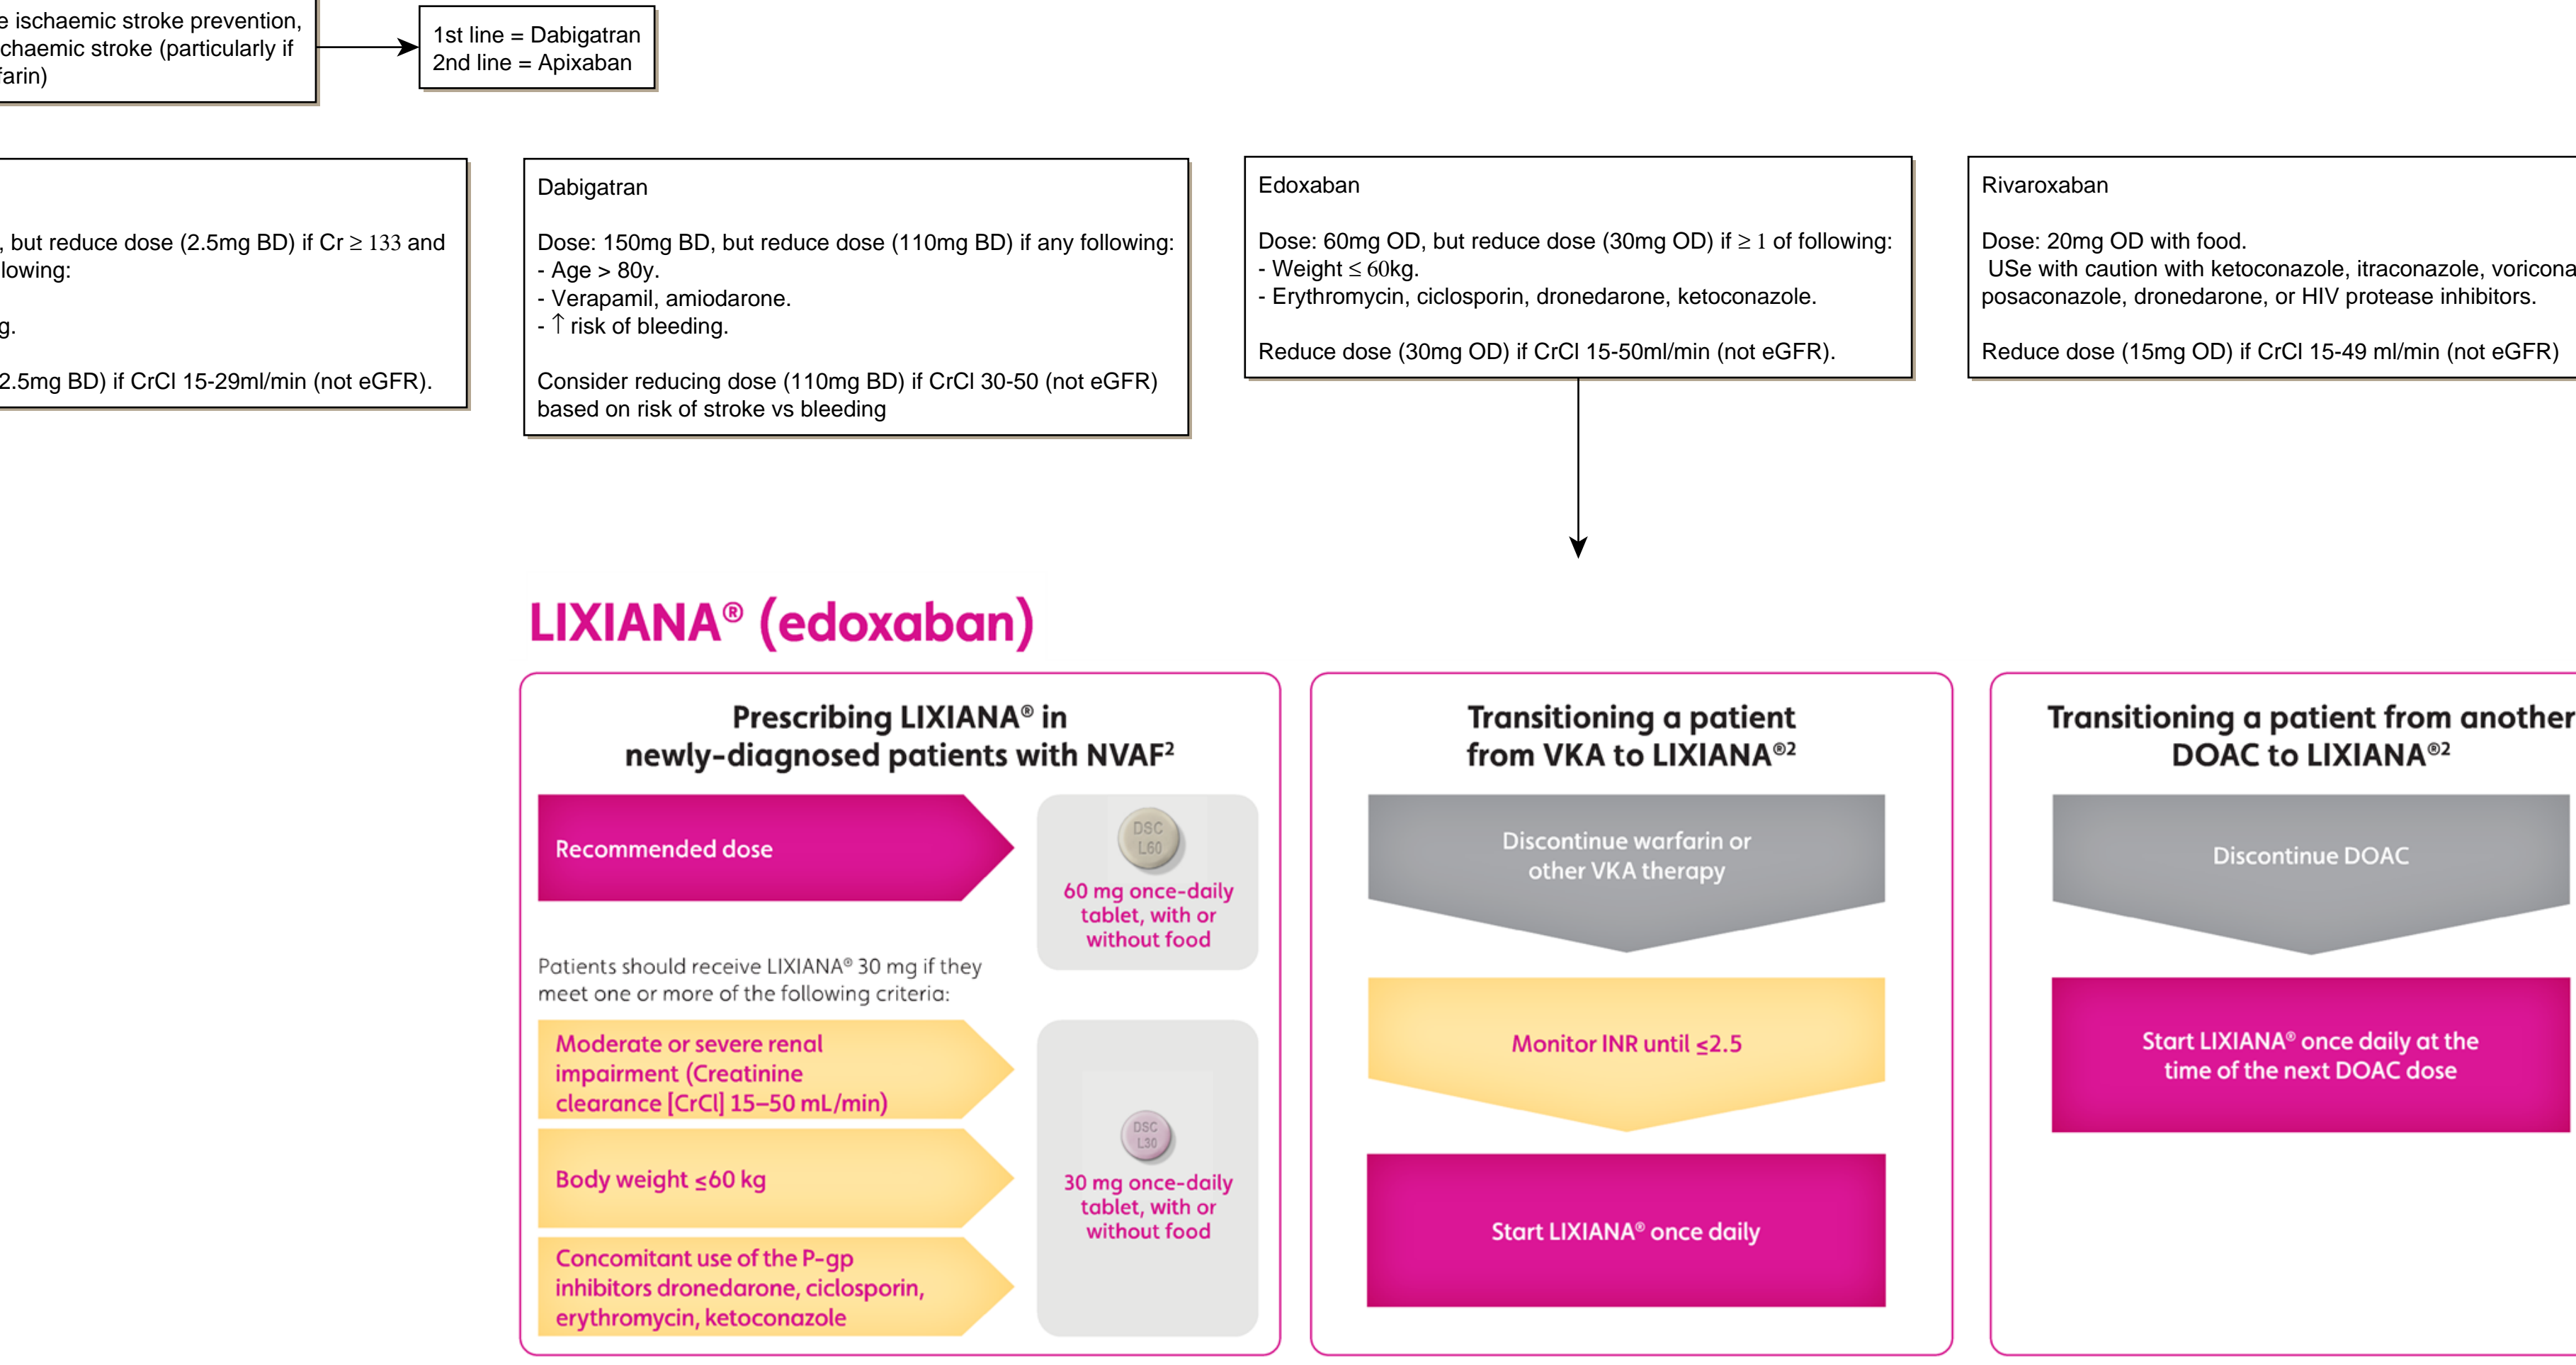 e ischaemic stroke prevention,
chaemic stroke (particularly if
farin)
1st line = Dabigatran
2nd line = Apixaban
, but reduce dose (2.5mg BD) if Cr ≥ 133 and
lowing:
g.
2.5mg BD) if CrCl 15-29ml/min (not eGFR).
Dabigatran
Dose: 150mg BD, but reduce dose (110mg BD) if any following:
- Age > 80y.
- Verapamil, amiodarone.
- ↑ risk of bleeding.
Consider reducing dose (110mg BD) if CrCl 30-50 (not eGFR)
based on risk of stroke vs bleeding
Edoxaban
Dose: 60mg OD, but reduce dose (30mg OD) if ≥ 1 of following:
- Weight ≤ 60kg.
- Erythromycin, ciclosporin, dronedarone, ketoconazole.
Reduce dose (30mg OD) if CrCl 15-50ml/min (not eGFR).
Rivaroxaban
Dose: 20mg OD with food.
USe with caution with ketoconazole, itraconazole, voricona
posaconazole, dronedarone, or HIV protease inhibitors.
Reduce dose (15mg OD) if CrCl 15-49 ml/min (not eGFR)
LIXIANA® (edoxaban)
Prescribing LIXIANA® in
newly-diagnosed patients with NVAF²
Recommended dose
DSC
L60
60 mg once-daily
tablet, with or
without food
Patients should receive LIXIANA® 30 mg if they
meet one or more of the following criteria:
Moderate or severe renal
impairment (Creatinine
clearance [CrCl] 15–50 mL/min)
Body weight ≤60 kg
Concomitant use of the P-gp
inhibitors dronedarone, ciclosporin,
erythromycin, ketoconazole
DSC
L30
30 mg once-daily
tablet, with or
without food
Transitioning a patient
from VKA to LIXIANA®²
Discontinue warfarin or
other VKA therapy
Monitor INR until ≤2.5
Start LIXIANA® once daily
Transitioning a patient from another
DOAC to LIXIANA®²
Discontinue DOAC
Start LIXIANA® once daily at the
time of the next DOAC dose